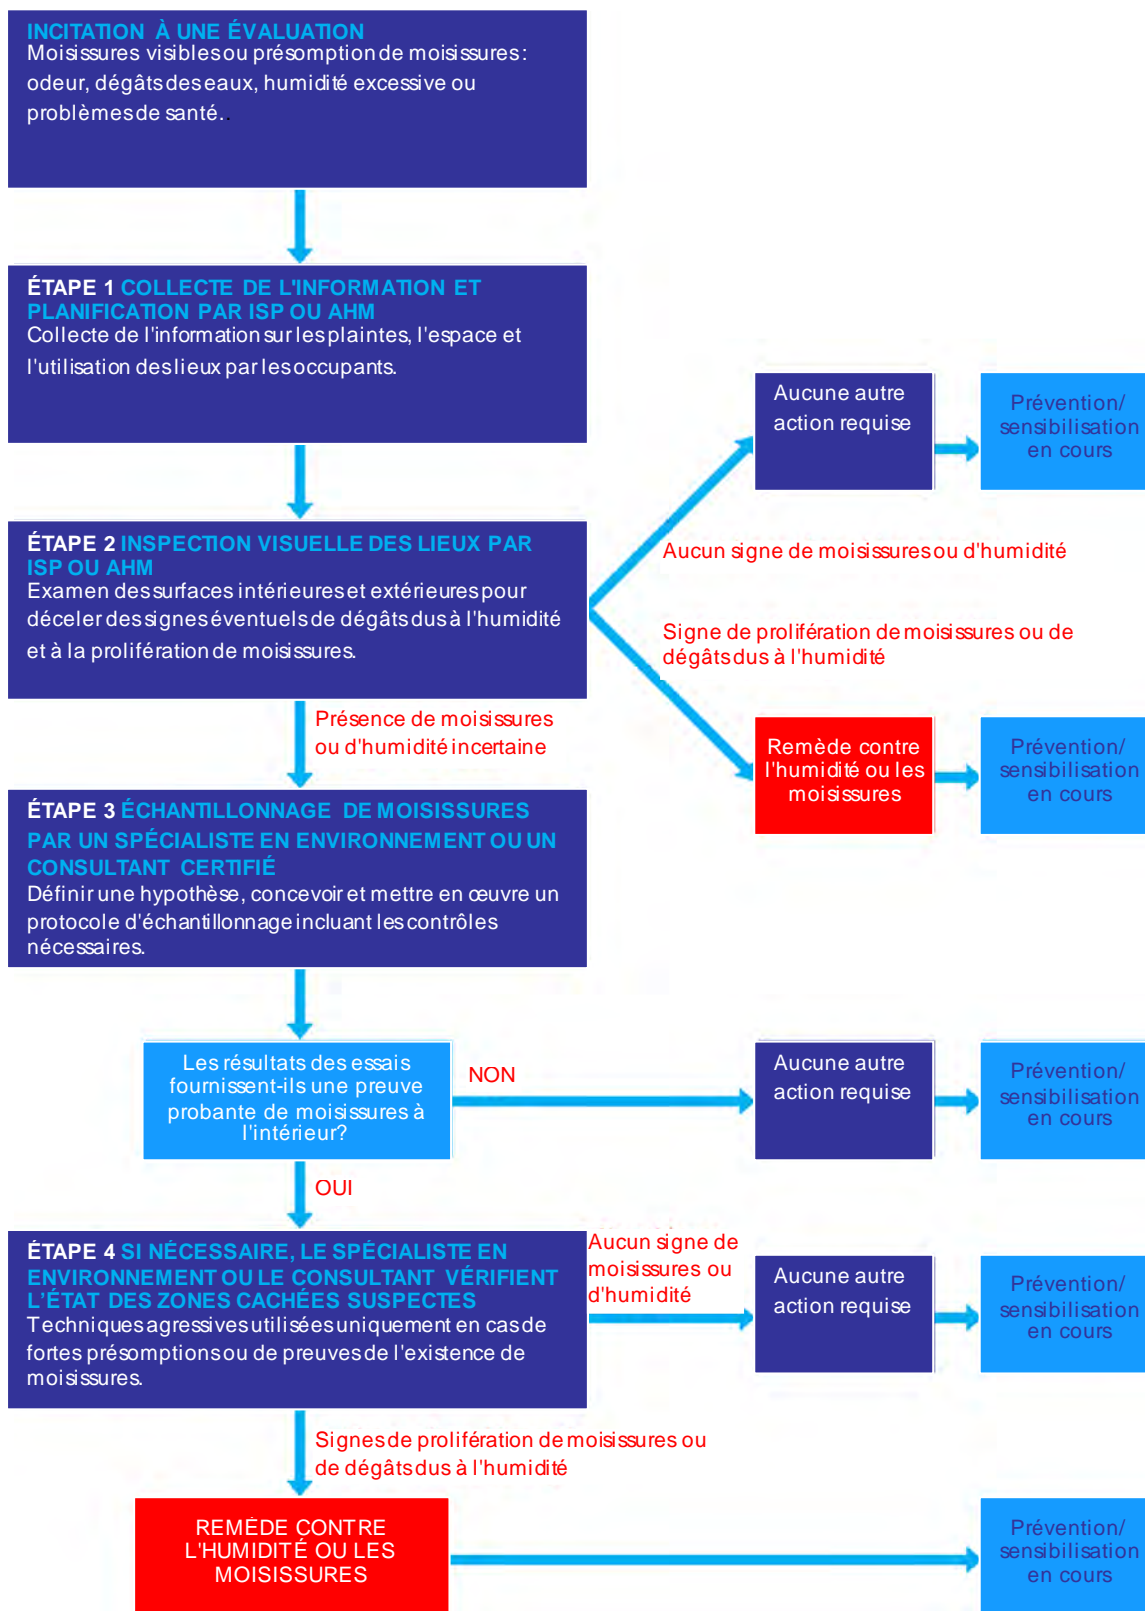 INCITATION À UNE ÉVALUATION
Moisissures visibles ou présomption de moisissures :
odeur, dégâts des eaux, humidité excessive ou
problèmes de santé..
ÉTAPE 1 COLLECTE DE L'INFORMATION ET
PLANIFICATION PAR ISP OU AHM
Collecte de l'information sur les plaintes, l'espace et
l'utilisation des lieux par les occupants.
Aucune autre
action requise
Prévention/
sensibilisation
en cours
ÉTAPE 2 INSPECTION VISUELLE DES LIEUX PAR
ISP OU AHM
Examen des surfaces intérieures et extérieures pour
déceler des signes éventuels de dégâts dus à l'humidité
et à la prolifération de moisissures.
Aucun signe de moisissures ou d'humidité
Signe de prolifération de moisissures ou de
dégâts dus à l'humidité
Présence de moisissures
ou d'humidité incertaine
Remède contre
l'humidité ou les
moisissures
Prévention/
sensibilisation
en cours
ÉTAPE 3 ÉCHANTILLONNAGE DE MOISISSURES
PAR UN SPÉCIALISTE EN ENVIRONNEMENT OU UN
CONSULTANT CERTIFIÉ
Définir une hypothèse, concevoir et mettre en œuvre un
protocole d'échantillonnage incluant les contrôles
nécessaires.
Les résultats des essais
fournissent-ils une preuve
probante de moisissures à
l'intérieur?
NON
Aucune autre
action requise
Prévention/
sensibilisation
en cours
OUI
ÉTAPE 4 SI NÉCESSAIRE, LE SPÉCIALISTE EN
ENVIRONNEMENT OU LE CONSULTANT VÉRIFIENT
L'ÉTAT DES ZONES CACHÉES SUSPECTES
Techniques agressives utilisées uniquement en cas de
fortes présomptions ou de preuves de l'existence de
moisissures.
Aucun signe de
moisissures ou
d'humidité
Aucune autre
action requise
Prévention/
sensibilisation
en cours
Signes de prolifération de moisissures ou
de dégâts dus à l'humidité
REMÈDE CONTRE
L'HUMIDITÉ OU LES
MOISISSURES
Prévention/
sensibilisation
en cours